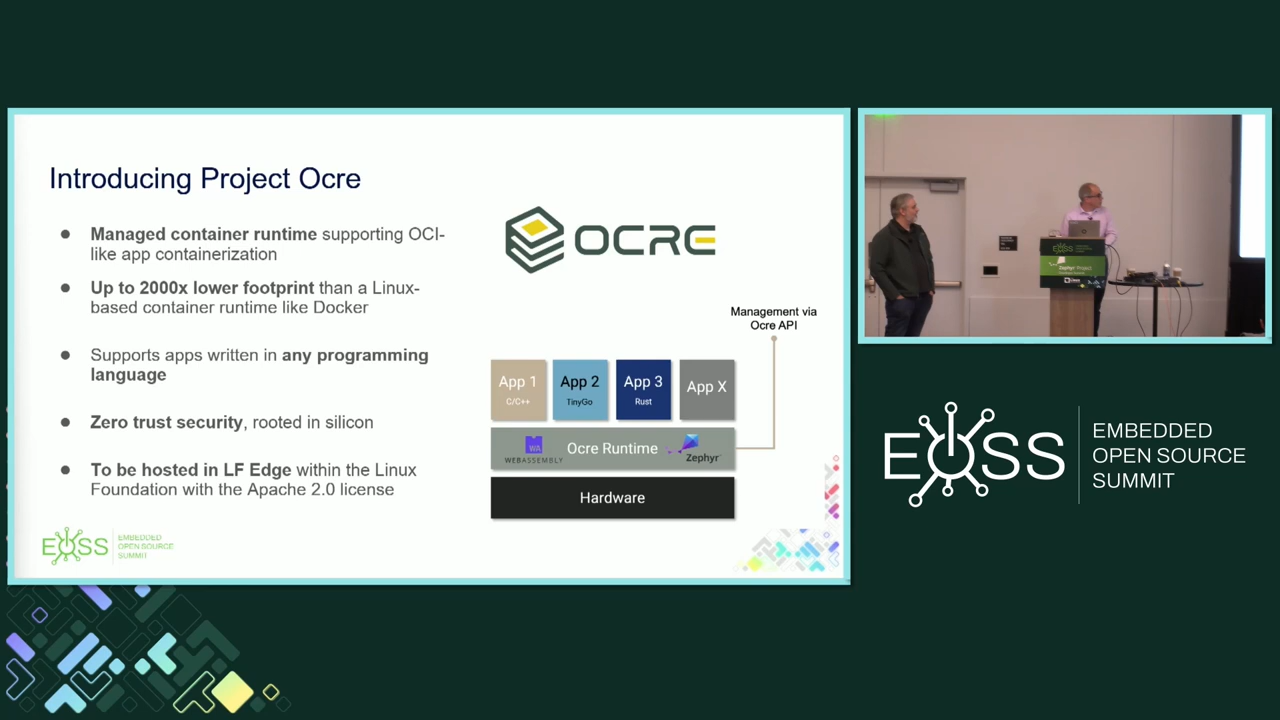 Introducing Project Ocre
● Managed container runtime supporting OCI-
like app containerization
● Up to 2000x lower footprint than a Linux-
based container runtime like Docker
● Supports apps written in any programming
language
● Zero trust security, rooted in silicon
● To be hosted in LF Edge within the Linux
Foundation with the Apache 2.0 license
OCRE
Management via
Ocre API
App 1
C/C++
App 2
TinyGo
App 3
Rust
App X
WA
WEBASSEMBLY
Ocre Runtime
Zephyr
Hardware
EOSS
EMBEDDED
OPEN SOURCE
SUMMIT
EOSS
Zephyr Project
EOSS
EMBEDDED
OPEN SOURCE
SUMMIT